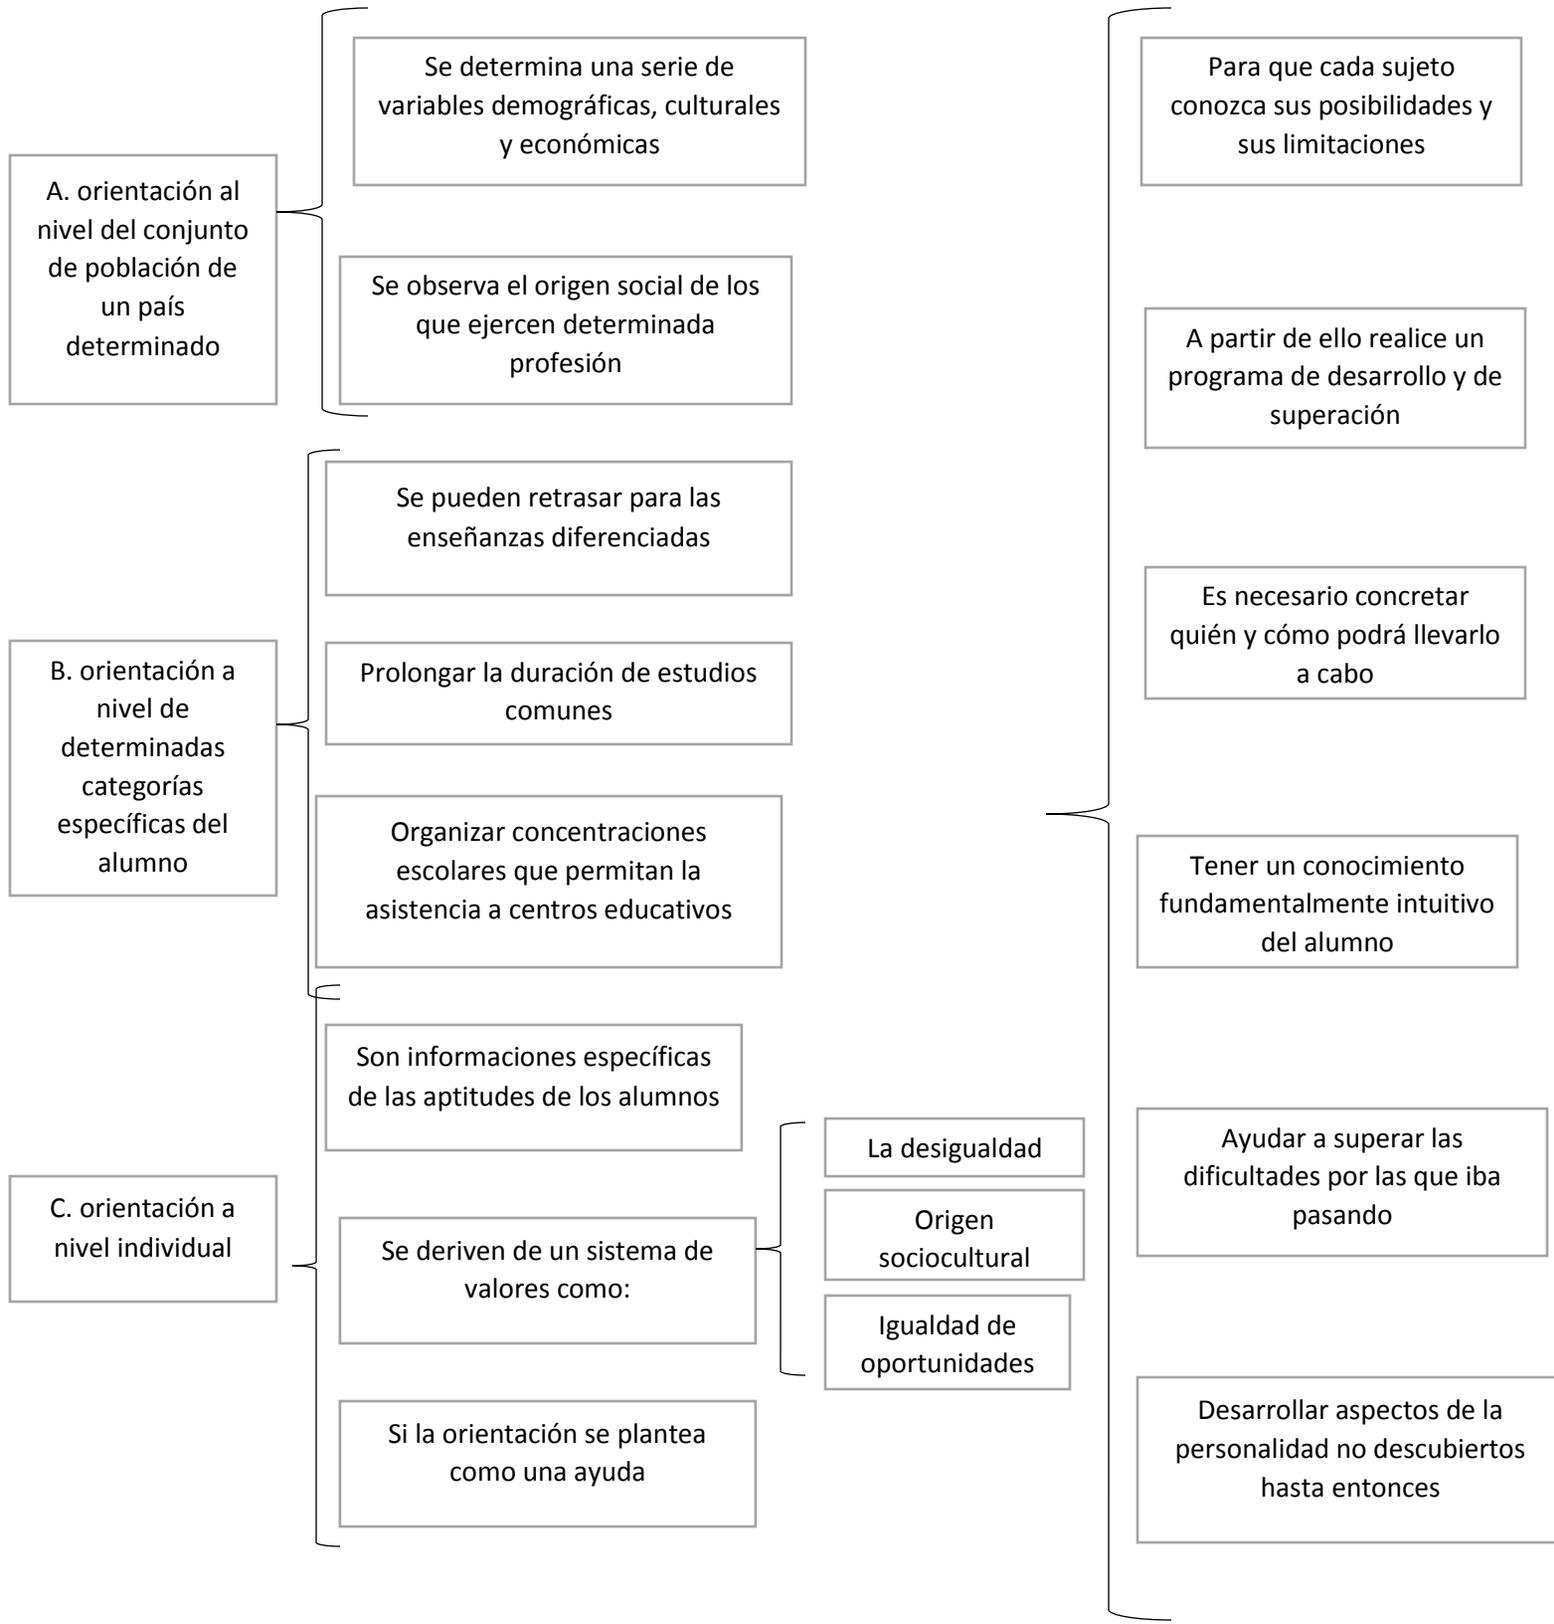 A. orientación al
nivel del conjunto
de población de
un país
determinado
Se determina una serie de
variables demográficas, culturales
y económicas
Se observa el origen social de los
que ejercen determinada
profesión
B. orientación a
nivel de
determinadas
categorías
específicas del
alumno
Se pueden retrasar para las
enseñanzas diferenciadas
Prolongar la duración de estudios
comunes
Organizar concentraciones
escolares que permitan la
asistencia a centros educativos
C. orientación a
nivel individual
Son informaciones específicas
de las aptitudes de los alumnos
Se deriven de un sistema de
valores como:
La desigualdad
Origen
sociocultural
Igualdad de
oportunidades
Si la orientación se plantea
como una ayuda
Para que cada sujeto
conozca sus posibilidades y
sus limitaciones
A partir de ello realice un
programa de desarrollo y de
superación
Es necesario concretar
quién y cómo podrá llevarlo
a cabo
Tener un conocimiento
fundamentalmente intuitivo
del alumno
Ayudar a superar las
dificultades por las que iba
pasando
Desarrollar aspectos de la
personalidad no descubiertos
hasta entonces